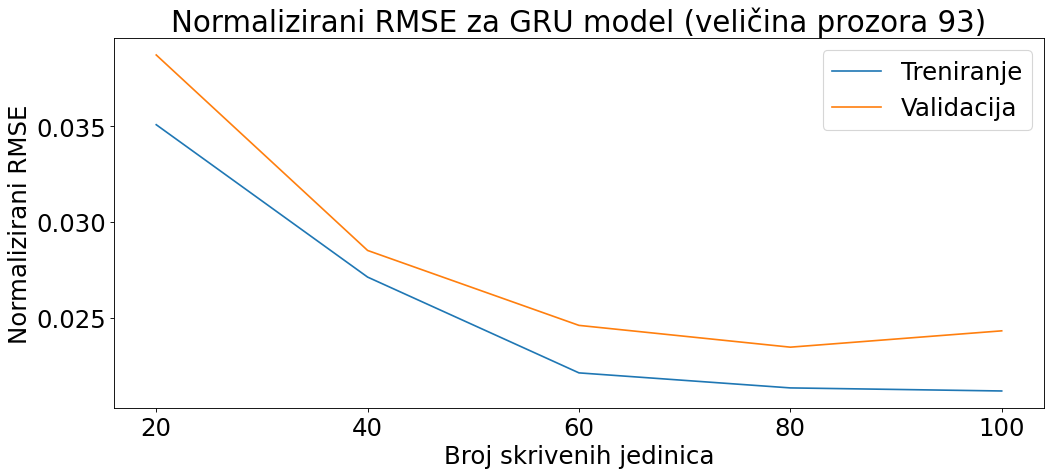 Normalizirani RMSE za GRU model (veličina prozora 93)
Treniranje
Validacija
Normalizirani RMSE
0.035
0.030
0.025
20 40 60 80 100
Broj skrivenih jedinica